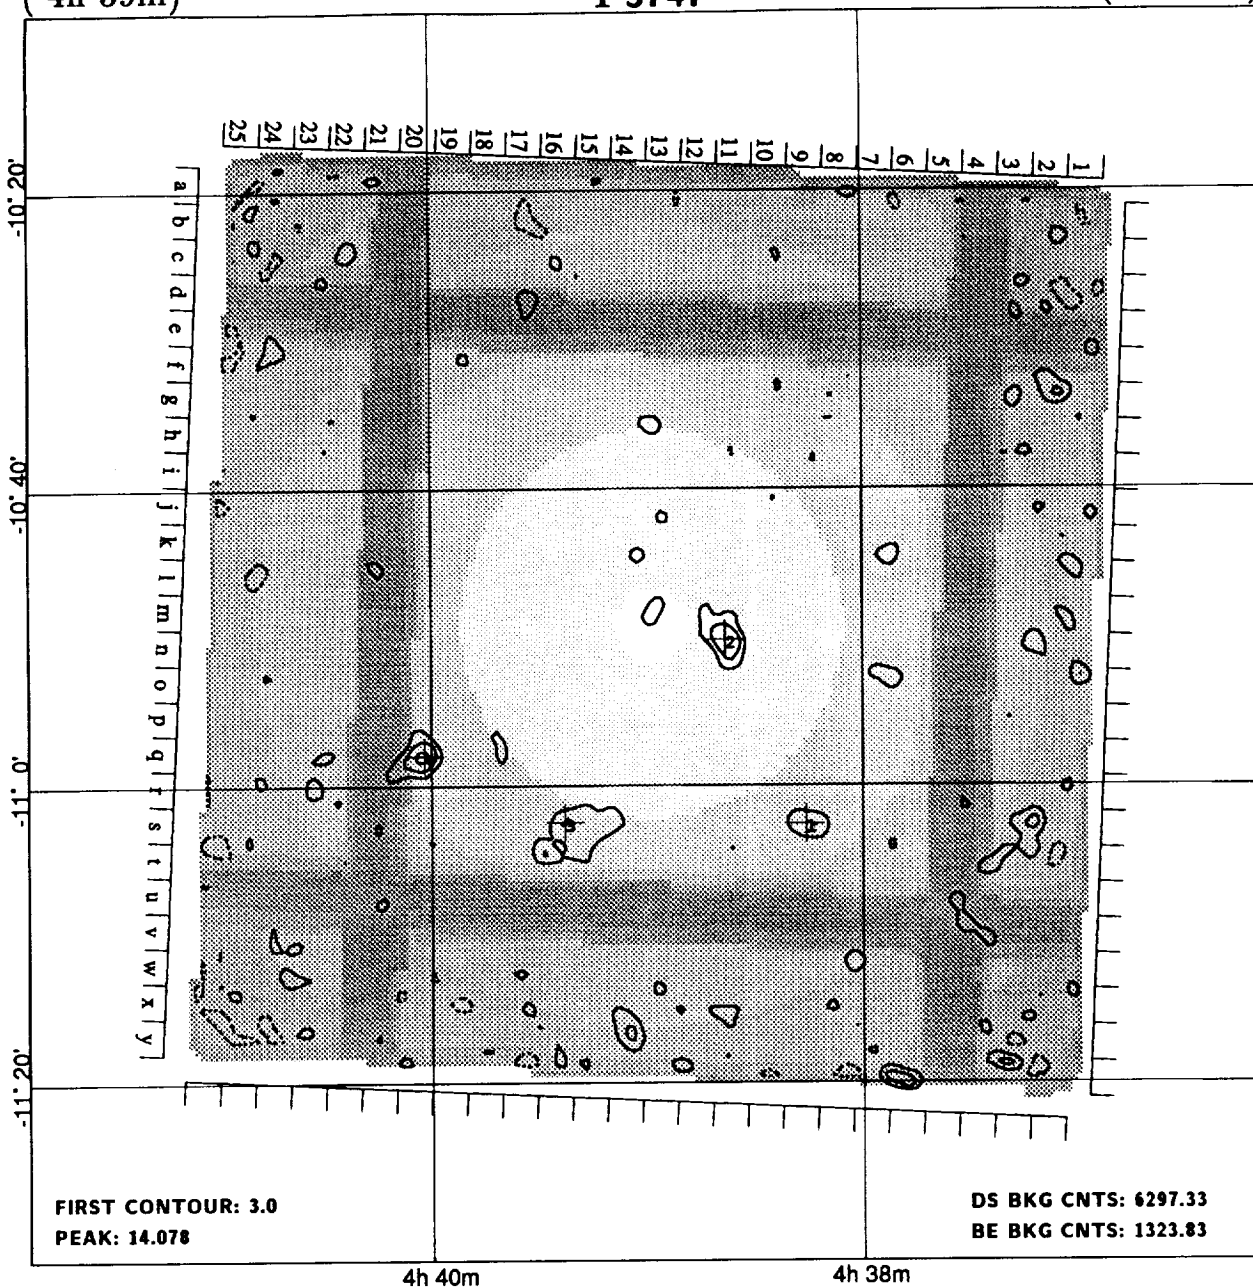 25 24 23 22 21 20 19 18 17 16 15 14 13 12 11 10 9 8 7 6 5 4 3 2 1
-10° 20'
a b c d e f g h i j k l m n o p q r s t u v w x y
-10° 40'
2
-11° 0'
-11° 20'
FIRST CONTOUR: 3.0
DS BKG CNTS: 6297.33
PEAK: 14.078
BE BKG CNTS: 1323.83
4h 40m
4h 38m